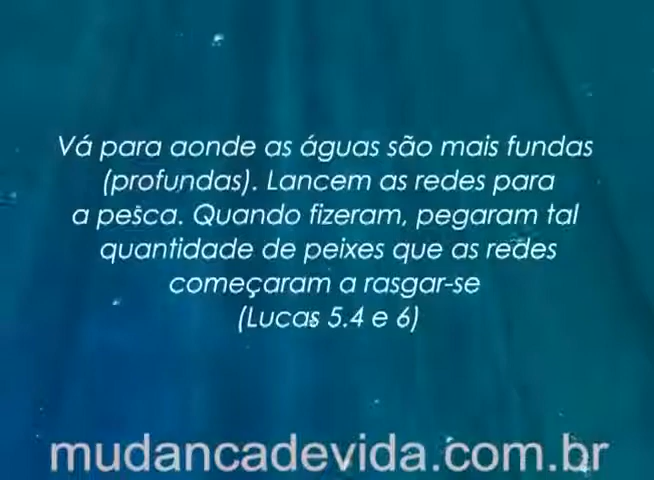 Vá para aonde as águas são mais fundas
(profundas). Lancem as redes para
a pesca. Quando fizeram, pegaram tal
quantidade de peixes que as redes
começaram a rasgar-se
(Lucas 5.4 e 6)
mudancadevida.com.br